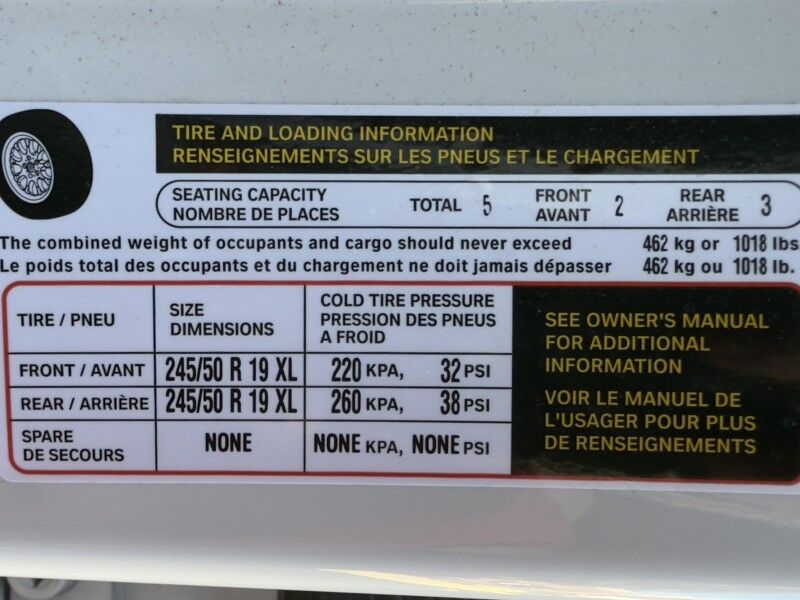 TIRE AND LOADING INFORMATION
RENSEIGNEMENTS SUR LES PNEUS ET LE CHARGEMENT
SEATING CAPACITY
NOMBRE DE PLACES
TOTAL 5
FRONT
AVANT 2
REAR
ARRIÈRE 3
The combined weight of occupants and cargo should never exceed 462 kg or 1018 lbs
Le poids total des occupants et du chargement ne doit jamais dépasser 462 kg ou 1018 lb.
TIRE / PNEU
SIZE
DIMENSIONS
COLD TIRE PRESSURE
PRESSION DES PNEUS
A FROID
FRONT / AVANT 245/50 R 19 XL 220 KPA, 32 PSI
REAR / ARRIÈRE 245/50 R 19 XL 260 KPA, 38 PSI
SPARE
DE SECOURS
NONE NONE KPA, NONE PSI
SEE OWNER'S MANUAL
FOR ADDITIONAL
INFORMATION
VOIR LE MANUEL DE
L'USAGER POUR PLUS
DE RENSEIGNEMENTS